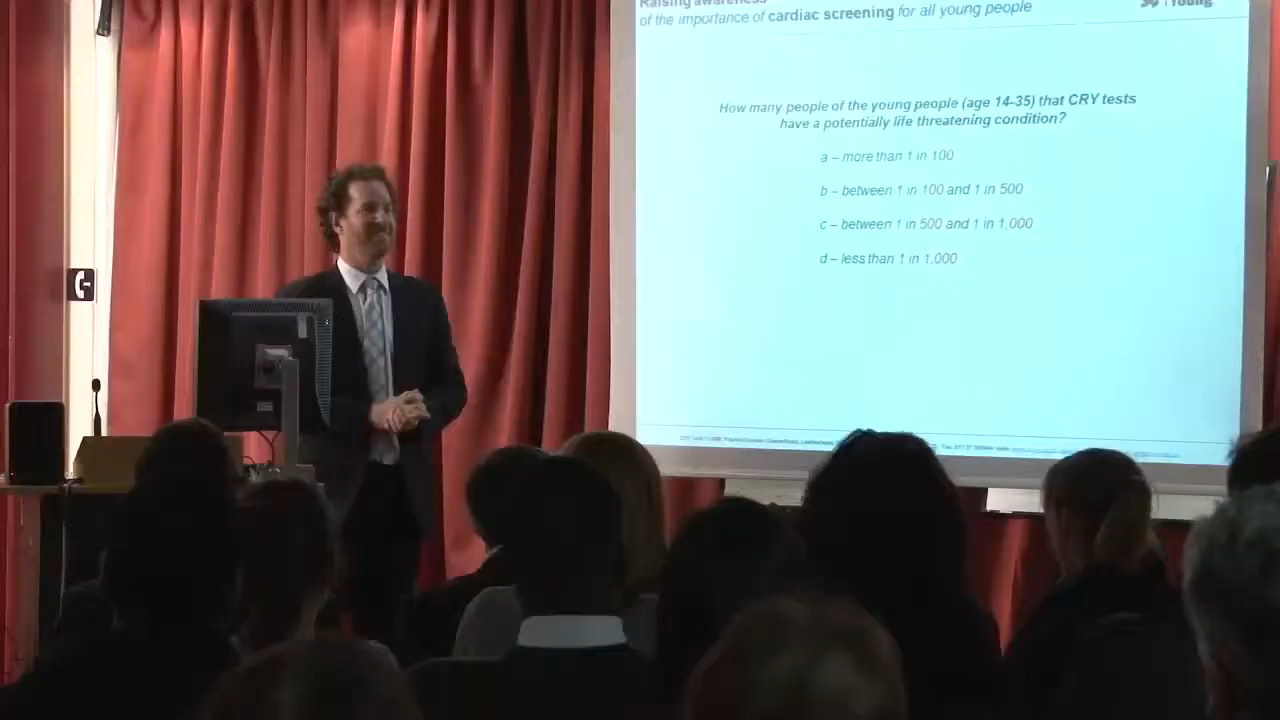 Raising awareness
of the importance of cardiac screening for all young people
Young
How many people of the young people (age 14-35) that CRY tests
have a potentially life threatening condition?
a – more than 1 in 100
b – between 1 in 100 and 1 in 500
c – between 1 in 500 and 1 in 1,000
d – less than 1 in 1,000